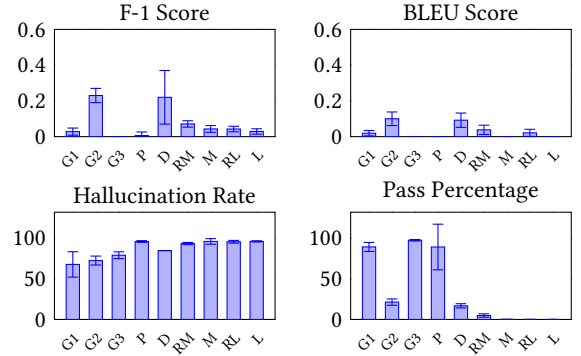 F-1 Score
0.6
0.4
0.2
0
G1 G2 G3 P D RM M RL L
BLEU Score
0.6
0.4
0.2
0
G1 G2 G3 P D RM M RL L
Hallucination Rate
100
50
0
G1 G2 G3 P D RM M RL L
Pass Percentage
100
50
0
G1 G2 G3 P D RM M RL L